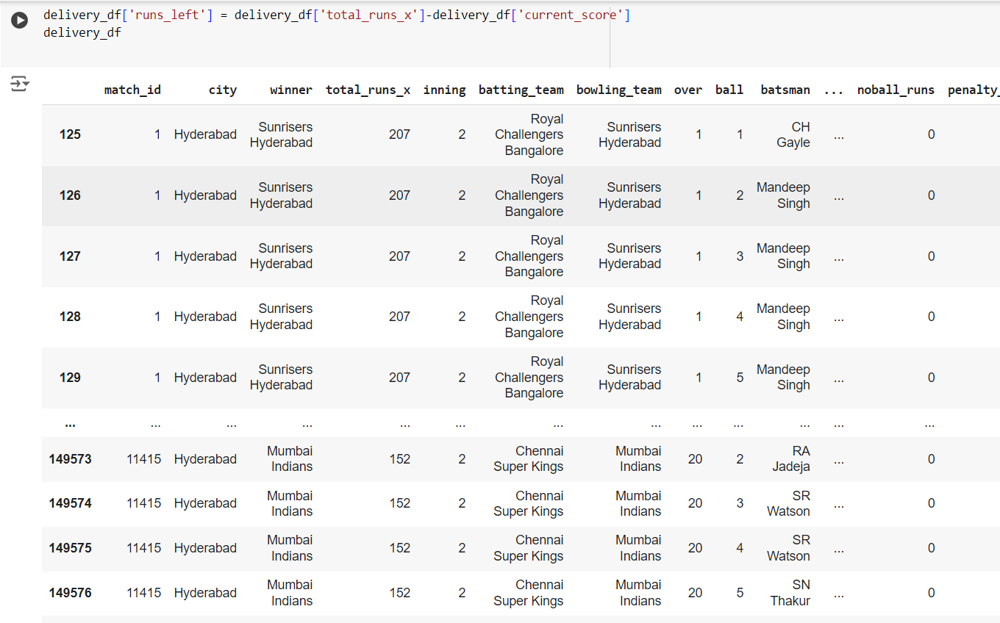 delivery_df['runs_left'] = delivery_df['total_runs_x']-delivery_df['current_score']
delivery_df
match_id city winner total_runs_x inning batting_team bowling_team over ball batsman ... noball_runs penalty_
125 1 Hyderabad Sunrisers Hyderabad 207 2 Royal Challengers Bangalore Sunrisers Hyderabad 1 1 CH Gayle ... 0
126 1 Hyderabad Sunrisers Hyderabad 207 2 Royal Challengers Bangalore Sunrisers Hyderabad 1 2 Mandeep Singh ... 0
127 1 Hyderabad Sunrisers Hyderabad 207 2 Royal Challengers Bangalore Sunrisers Hyderabad 1 3 Mandeep Singh ... 0
128 1 Hyderabad Sunrisers Hyderabad 207 2 Royal Challengers Bangalore Sunrisers Hyderabad 1 4 Mandeep Singh ... 0
129 1 Hyderabad Sunrisers Hyderabad 207 2 Royal Challengers Bangalore Sunrisers Hyderabad 1 5 Mandeep Singh ... 0
... ... ... ... ... ... ... ... ... ... ... ... ...
149573 11415 Hyderabad Mumbai Indians 152 2 Chennai Super Kings Mumbai Indians 20 2 RA Jadeja ... 0
149574 11415 Hyderabad Mumbai Indians 152 2 Chennai Super Kings Mumbai Indians 20 3 SR Watson ... 0
149575 11415 Hyderabad Mumbai Indians 152 2 Chennai Super Kings Mumbai Indians 20 4 SR Watson ... 0
149576 11415 Hyderabad Mumbai Indians 152 2 Chennai Super Kings Mumbai Indians 20 5 SN Thakur ... 0